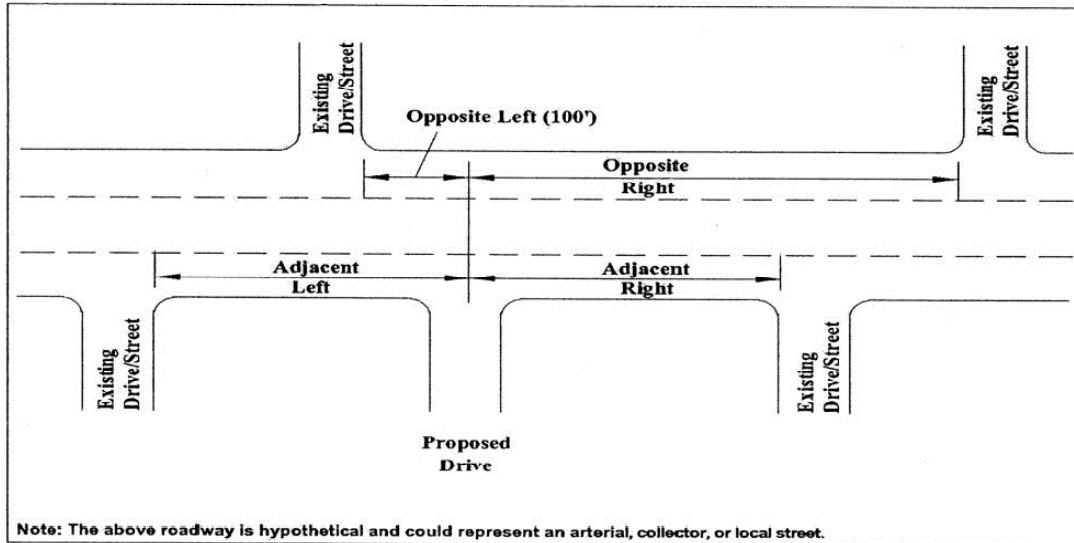 Existing
Drive/Street
Existing
Drive/Street
Opposite Left (100')
Opposite
Right
Adjacent
Left
Adjacent
Right
Existing
Drive/Street
Existing
Drive/Street
Proposed
Drive
Note: The above roadway is hypothetical and could represent an arterial, collector, or local street.